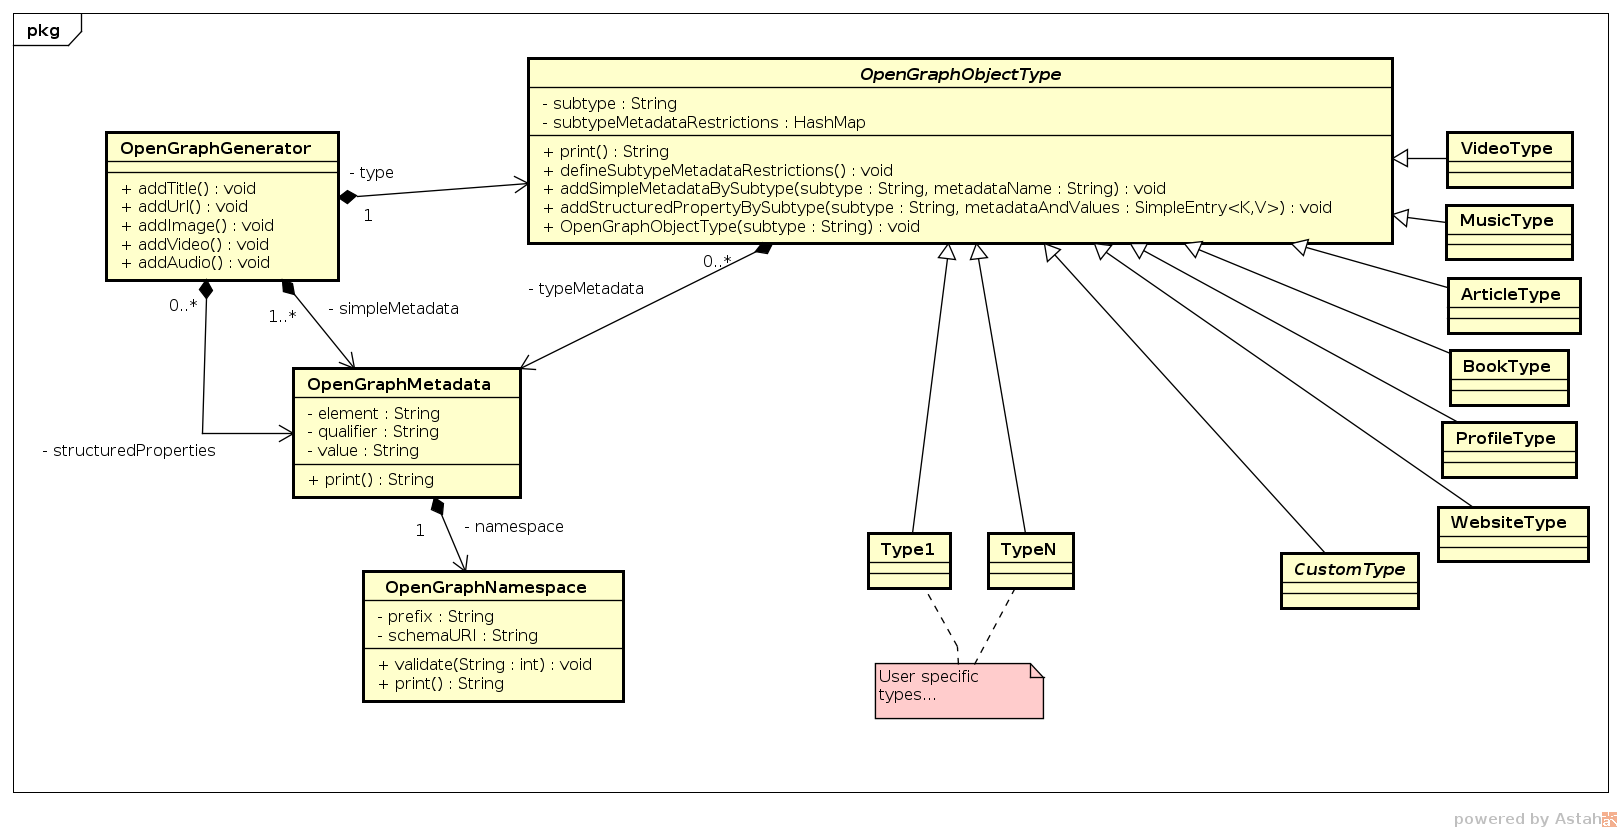 pkg
OpenGraphObjectType
- subtype : String
- subtypeMetadataRestrictions : HashMap
+ print() : String
+ defineSubtypeMetadataRestrictions() : void
+ addSimpleMetadataBySubtype(subtype : String, metadataName : String) : void
+ addStructuredPropertyBySubtype(subtype : String, metadataAndValues : SimpleEntry<K,V>) : void
+ OpenGraphObjectType(subtype : String) : void
OpenGraphGenerator
+ addTitle() : void
+ addUrl() : void
+ addImage() : void
+ addVideo() : void
+ addAudio() : void
- type
1
0..*
- typeMetadata
0..*
1..*
- simpleMetadata
- structuredProperties
OpenGraphMetadata
- element : String
- qualifier : String
- value : String
+ print() : String
1
- namespace
OpenGraphNamespace
- prefix : String
- schemaURI : String
+ validate(String : int) : void
+ print() : String
VideoType
MusicType
ArticleType
BookType
ProfileType
WebsiteType
CustomType
Type1
TypeN
User specific
types...
powered by Astah